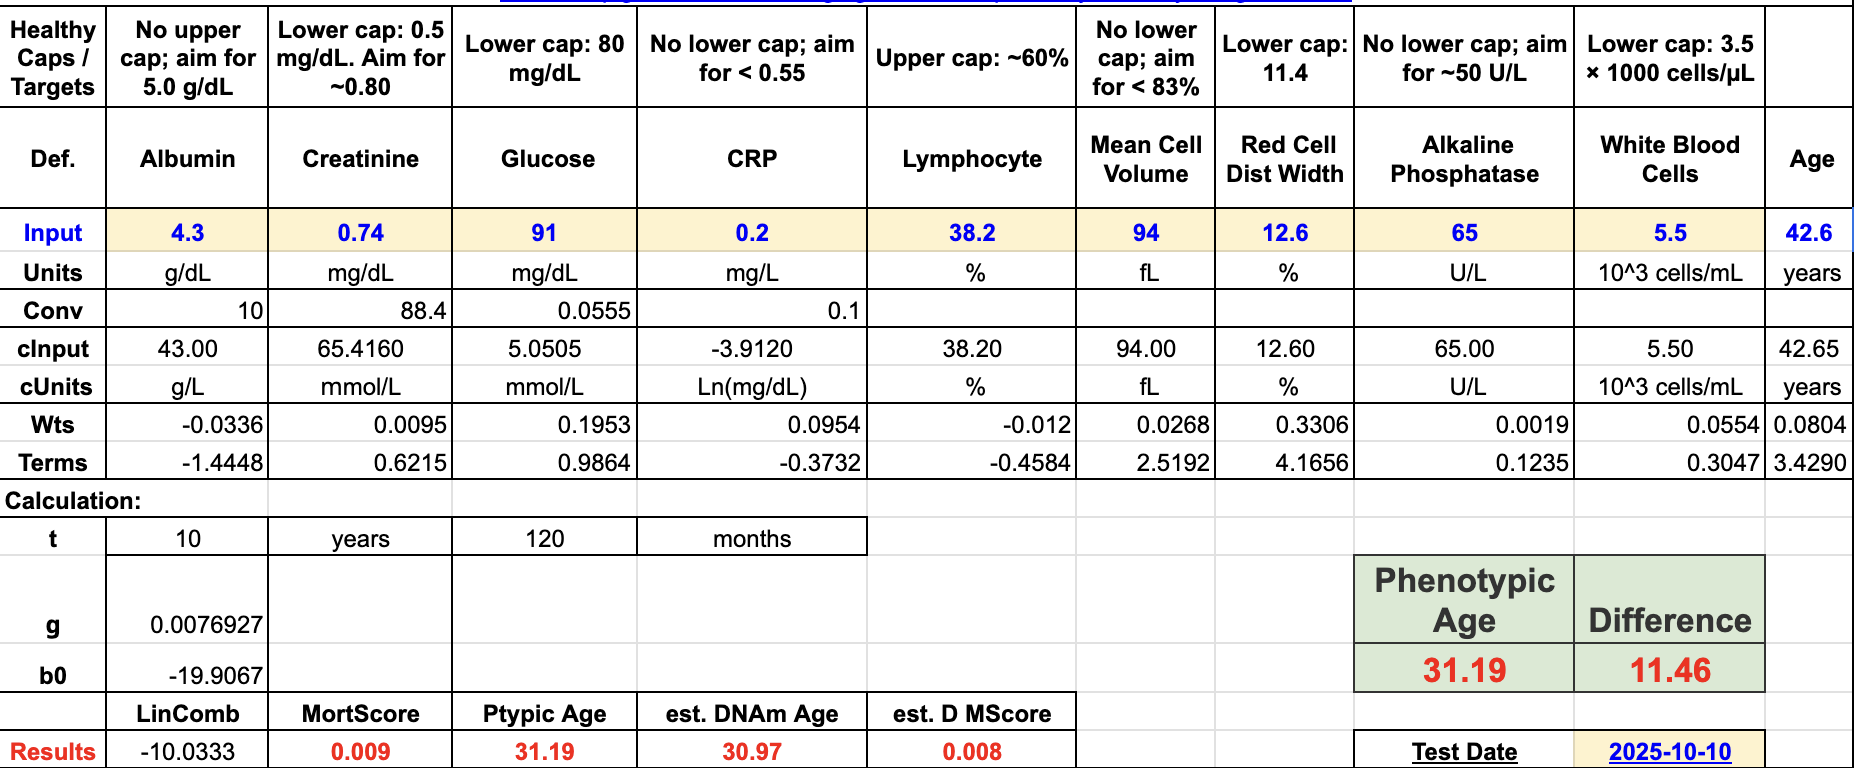 Healthy Caps / Targets No upper cap; aim for 5.0 g/dL Lower cap: 0.5 mg/dL. Aim for ~0.80 Lower cap: 80 mg/dL No lower cap; aim for < 0.55 Upper cap: ~60% No lower cap; aim for < 83% Lower cap: 11.4 No lower cap; aim for ~50 U/L Lower cap: 3.5 × 1000 cells/µL
Def. Albumin Creatinine Glucose CRP Lymphocyte Mean Cell Volume Red Cell Dist Width Alkaline Phosphatase White Blood Cells Age
Input 4.3 0.74 91 0.2 38.2 94 12.6 65 5.5 42.6
Units g/dL mg/dL mg/dL mg/L % fL % U/L 10^3 cells/mL years
Conv 10 88.4 0.0555 0.1
cInput 43.00 65.4160 5.0505 -3.9120 38.20 94.00 12.60 65.00 5.50 42.65
cUnits g/L mmol/L mmol/L Ln(mg/dL) % fL % U/L 10^3 cells/mL years
Wts -0.0336 0.0095 0.1953 0.0954 -0.012 0.0268 0.3306 0.0019 0.0554 0.0804
Terms -1.4448 0.6215 0.9864 -0.3732 -0.4584 2.5192 4.1656 0.1235 0.3047 3.4290
Calculation:
t 10 years 120 months
Phenotypic Age Difference
g 0.0076927
b0 -19.9067 31.19 11.46
LinComb MortScore Ptypic Age est. DNAm Age est. D MScore
Results -10.0333 0.009 31.19 30.97 0.008 Test Date 2025-10-10